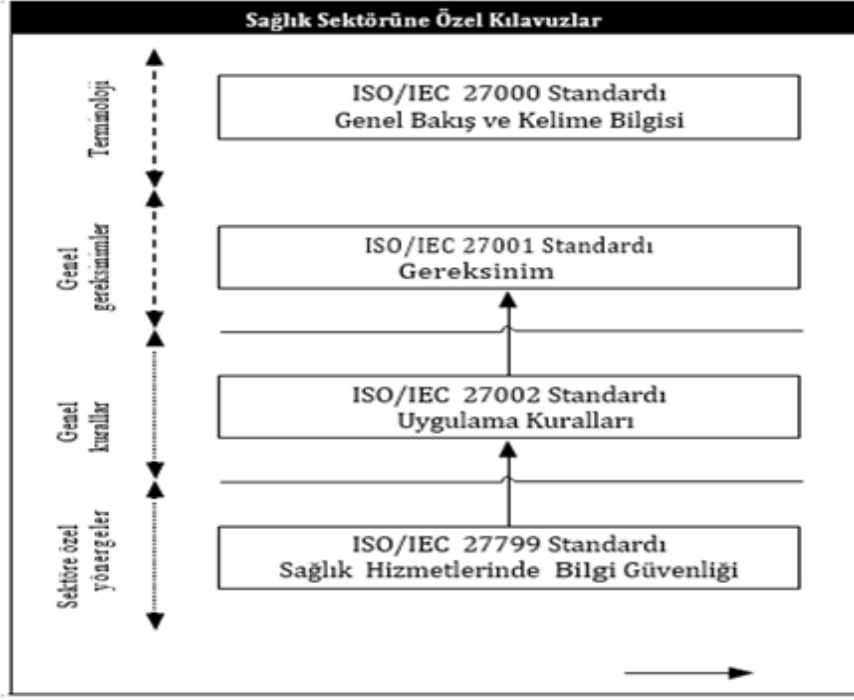 Sağlık Sektörüne Özel Kılavuzlar
Terminoloji
ISO/IEC 27000 Standardı
Genel Bakış ve Kelime Bilgisi
Genel
gereksinimler
ISO/IEC 27001 Standardı
Gereksinim
Genel
kurallar
ISO/IEC 27002 Standardı
Uygulama Kuralları
Sektöre özel
yönergeler
ISO/IEC 27799 Standardı
Sağlık Hizmetlerinde Bilgi Güvenliği